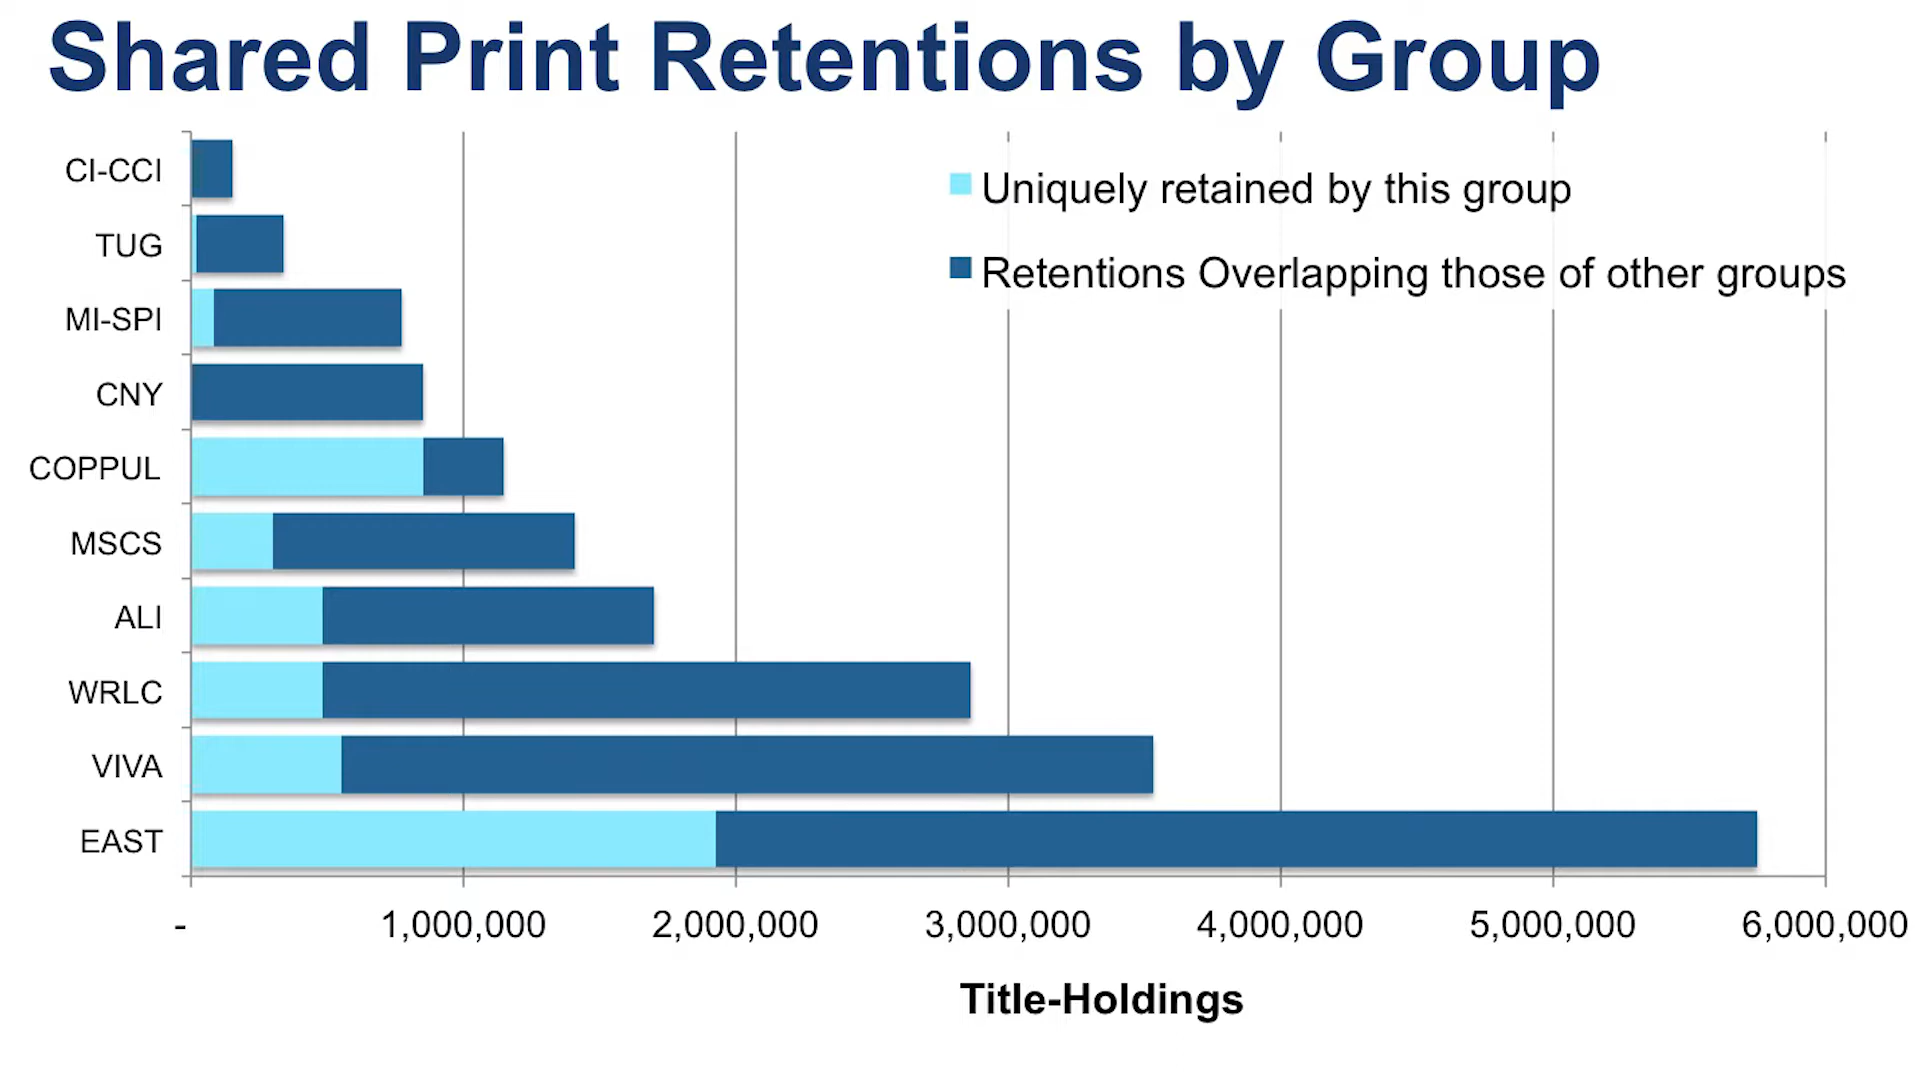 Shared Print Retentions by Group
CI-CCI
TUG
MI-SPI
CNY
COPPUL
MSCS
ALI
WRLC
VIVA
EAST
Uniquely retained by this group
Retentions Overlapping those of other groups
- 1,000,000 2,000,000 3,000,000 4,000,000 5,000,000 6,000,000
Title-Holdings